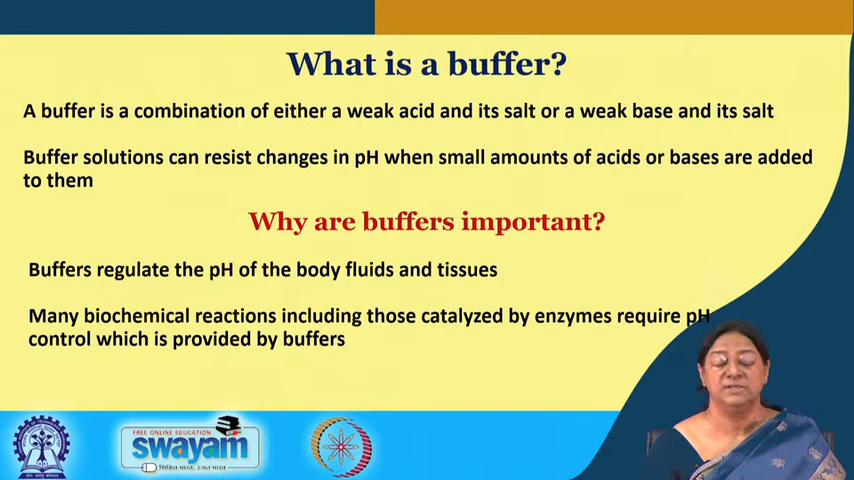 What is a buffer?
A buffer is a combination of either a weak acid and its salt or a weak base and its salt
Buffer solutions can resist changes in pH when small amounts of acids or bases are added
to them
Why are buffers important?
Buffers regulate the pH of the body fluids and tissues
Many biochemical reactions including those catalyzed by enzymes require pH
control which is provided by buffers
FREE ONLINE EDUCATION
swayam